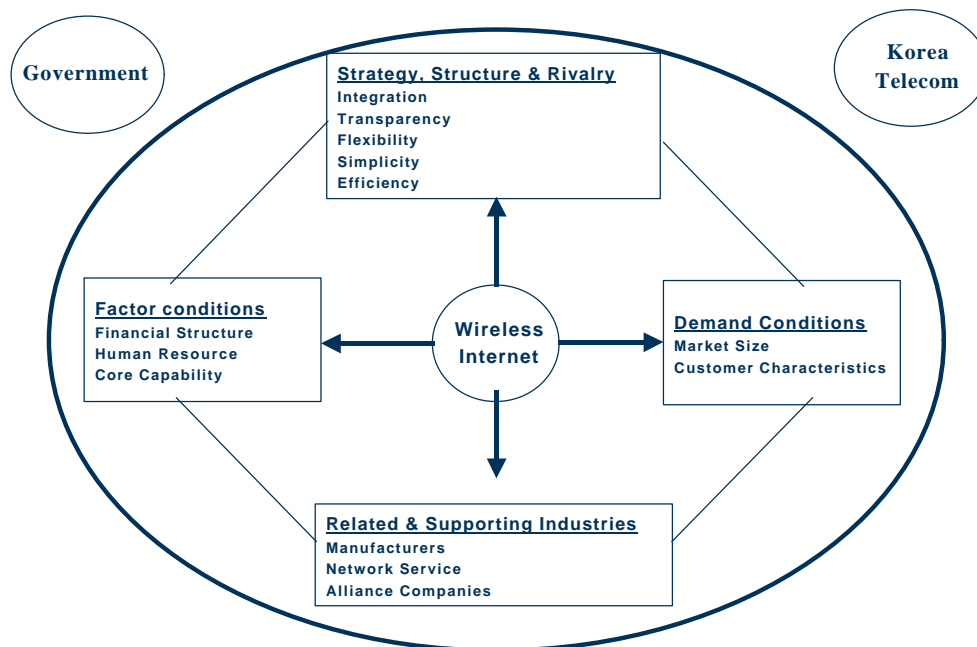 Government
Korea
Telecom
Strategy, Structure & Rivalry
Integration
Transparency
Flexibility
Simplicity
Efficiency
Factor conditions
Financial Structure
Human Resource
Core Capability
Wireless
Internet
Demand Conditions
Market Size
Customer Characteristics
Related & Supporting Industries
Manufacturers
Network Service
Alliance Companies